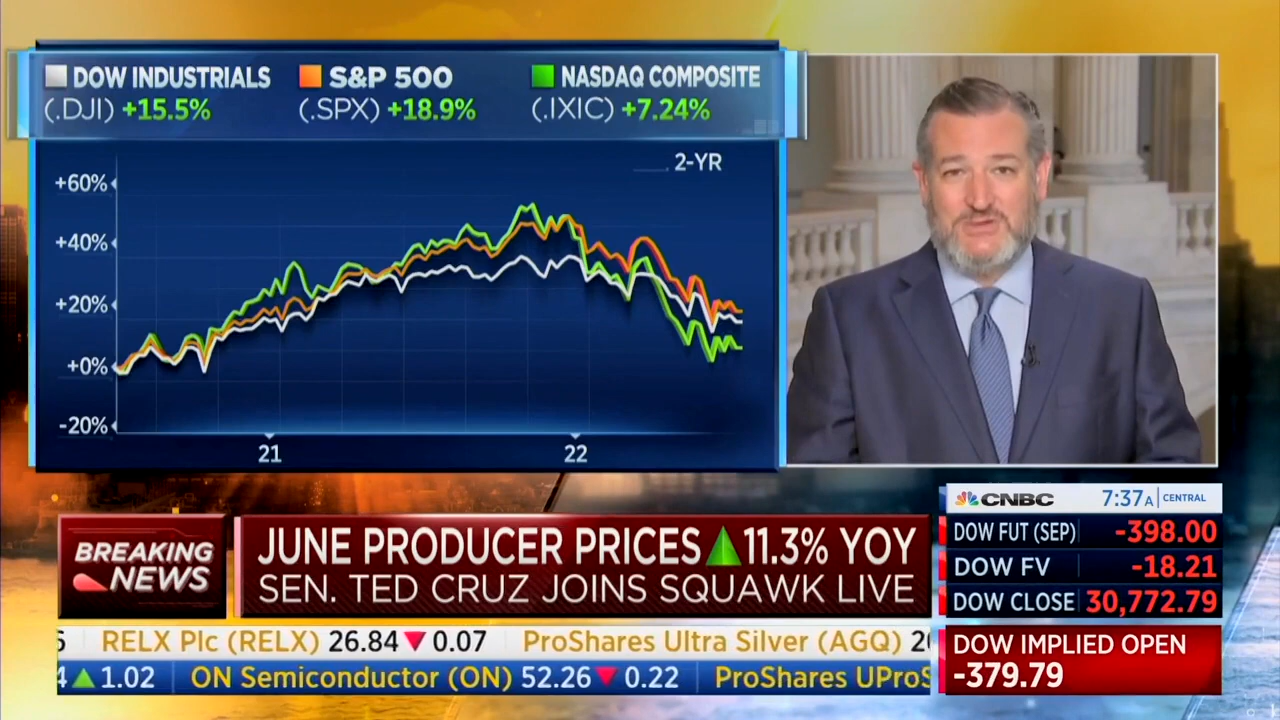 DOW INDUSTRIALS
(.DJI) +15.5%
S&P 500
(.SPX) +18.9%
NASDAQ COMPOSITE
(.IXIC) +7.24%
2-YR
+60%
+40%
+20%
+0%
-20%
21
22
CNBC 7:37A CENTRAL
BREAKING
NEWS
JUNE PRODUCER PRICES ▲11.3% YOY
SEN. TED CRUZ JOINS SQUAWK LIVE
DOW FUT (SEP) -398.00
DOW FV -18.21
DOW CLOSE 30,772.79
DOW IMPLIED OPEN
-379.79
RELX Plc (RELX) 26.84 ▼ 0.07 ProShares Ultra Silver (AGQ)
▲ 1.02 ON Semiconductor (ON) 52.26 ▼ 0.22 ProShares UPro